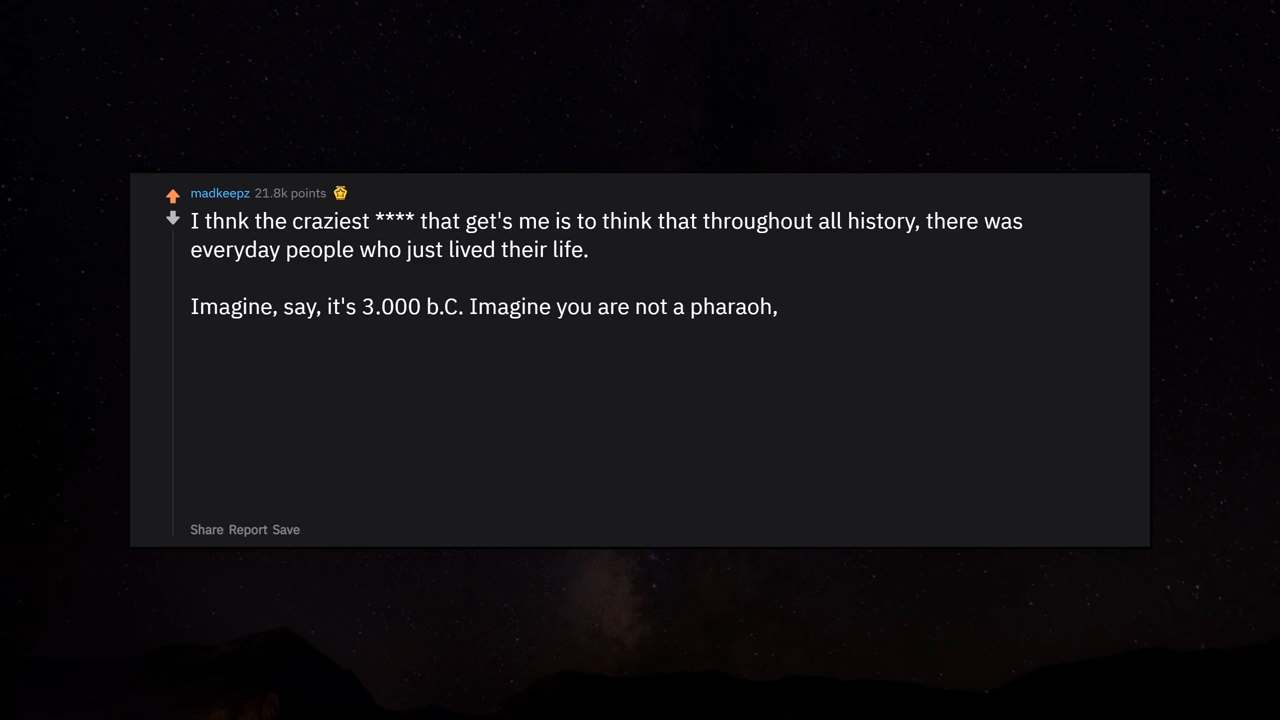 madkeepz 21.8k points
I thnk the craziest **** that get's me is to think that throughout all history, there was
everyday people who just lived their life.
Imagine, say, it's 3.000 b.C. Imagine you are not a pharaoh,
Share Report Save